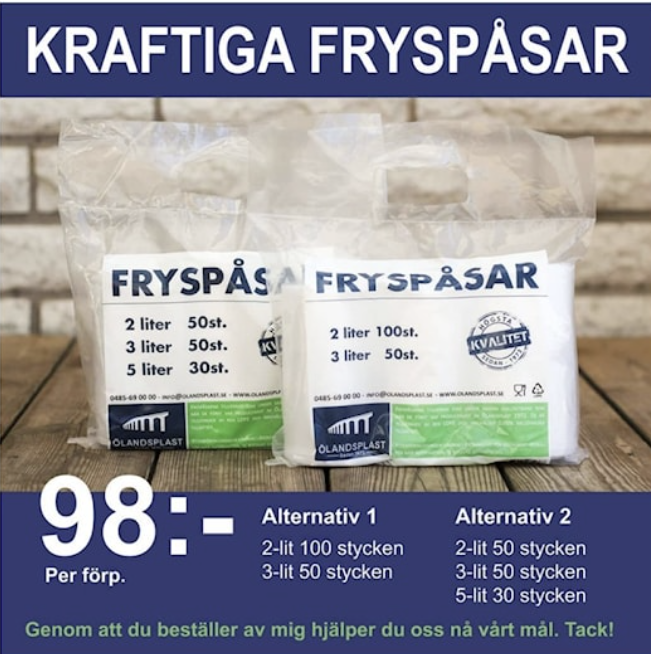 KRAFTIGA FRYSPÅSAR
FRYSPÅSA
2 liter 50st.
3 liter 50st.
5 liter 30st.
0485-69 00 00 - INFO@OLANDSPLAST.SE - WWW.OLANDSPL
ÖLANDSPLAST
FRYSPÅSAR
2 liter 100st.
3 liter 50st.
HÖGSTA
KVALITET
SEDAN 1972
0485-69 00 00 - INFO@OLANDSPLAST.SE - WWW.OLANDSPLAST.SE
ÖLANDSPLAST
98:-
Per förp.
Alternativ 1
2-lit 100 stycken
3-lit 50 stycken
Alternativ 2
2-lit 50 stycken
3-lit 50 stycken
5-lit 30 stycken
Genom att du beställer av mig hjälper du oss nå vårt mål. Tack!